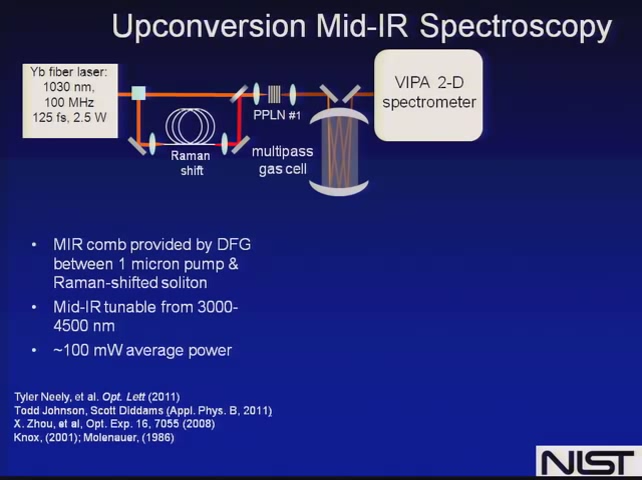 Upconversion Mid-IR Spectroscopy
Yb fiber laser:
1030 nm,
100 MHz
125 fs, 2.5 W
Raman
shift
PPLN #1
multipass
gas cell
VIPA 2-D
spectrometer
• MIR comb provided by DFG
between 1 micron pump &
Raman-shifted soliton
• Mid-IR tunable from 3000-
4500 nm
• ~100 mW average power
Tyler Neely, et al. Opt. Lett (2011)
Todd Johnson, Scott Diddams (Appl. Phys. B, 2011)
X. Zhou, et al, Opt. Exp. 16, 7055 (2008)
Knox, (2001); Molenauer, (1986)
NIST